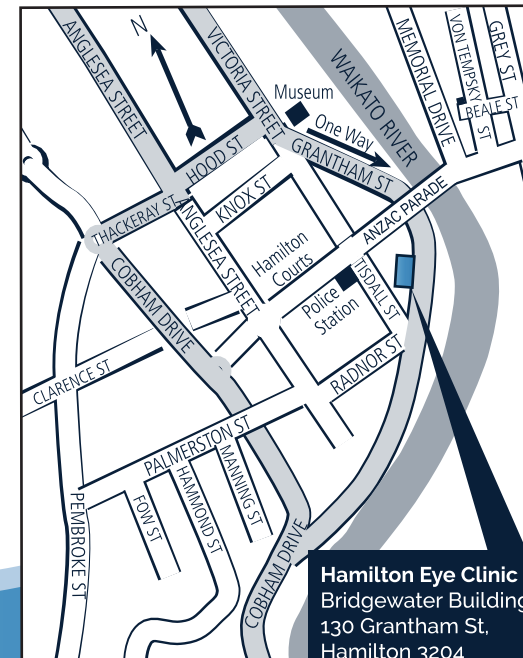 N
ANGLESEA STREET
VICTORIA STREET
WAIKATO RIVER
MEMORIAL DRIVE
VON TEMPSKY ST
GREY ST
BEALE ST
Museum
One Way
HOOD ST
GRANTHAM ST
THACKERAY ST
KNOX ST
ANGLESEA STREET
ANZAC PARADE
Hamilton
Courts
COBHAM DRIVE
Police
Station
TISDALL ST
CLARENCE ST
RADNOR ST
PALMERSTON ST
PEMBROKE ST
FOW ST
HAMMOND ST
MANNING ST
COBHAM DRIVE
Hamilton Eye Clinic
Bridgewater Building
130 Grantham St,
Hamilton 3204